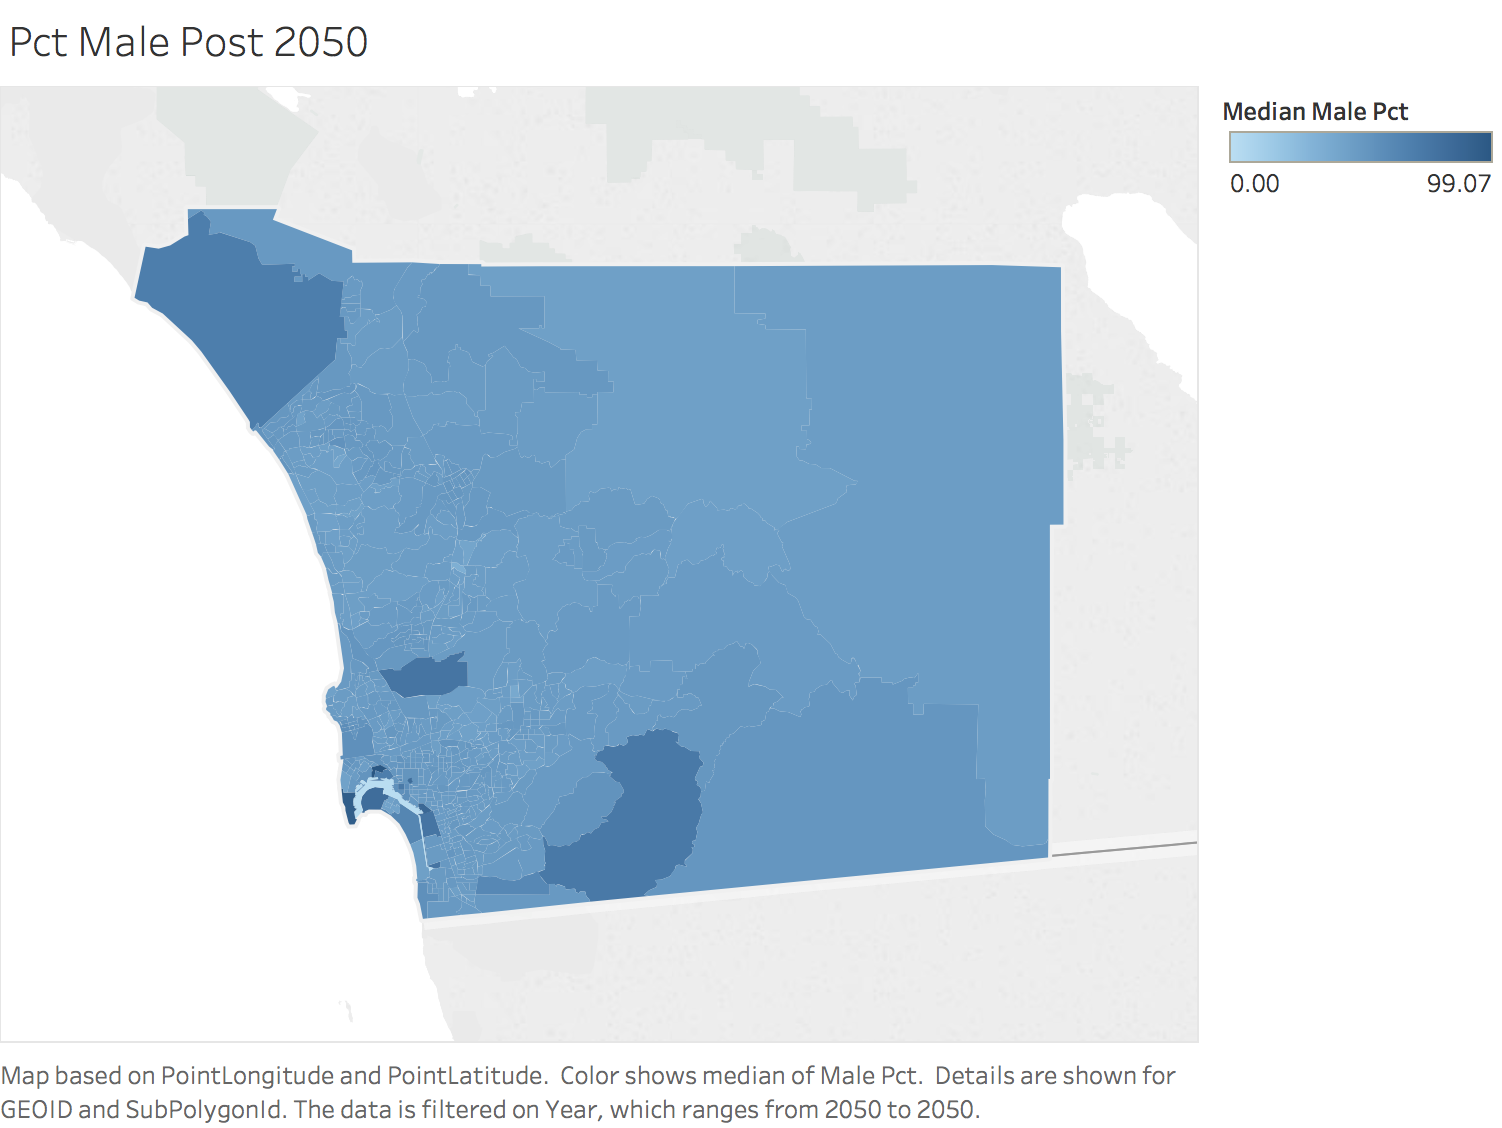 Pct Male Post 2050
Median Male Pct
0.00 99.07
Map based on PointLongitude and PointLatitude.  Color shows median of Male Pct.  Details are shown for
GEOID and SubPolygonId. The data is filtered on Year, which ranges from 2050 to 2050.